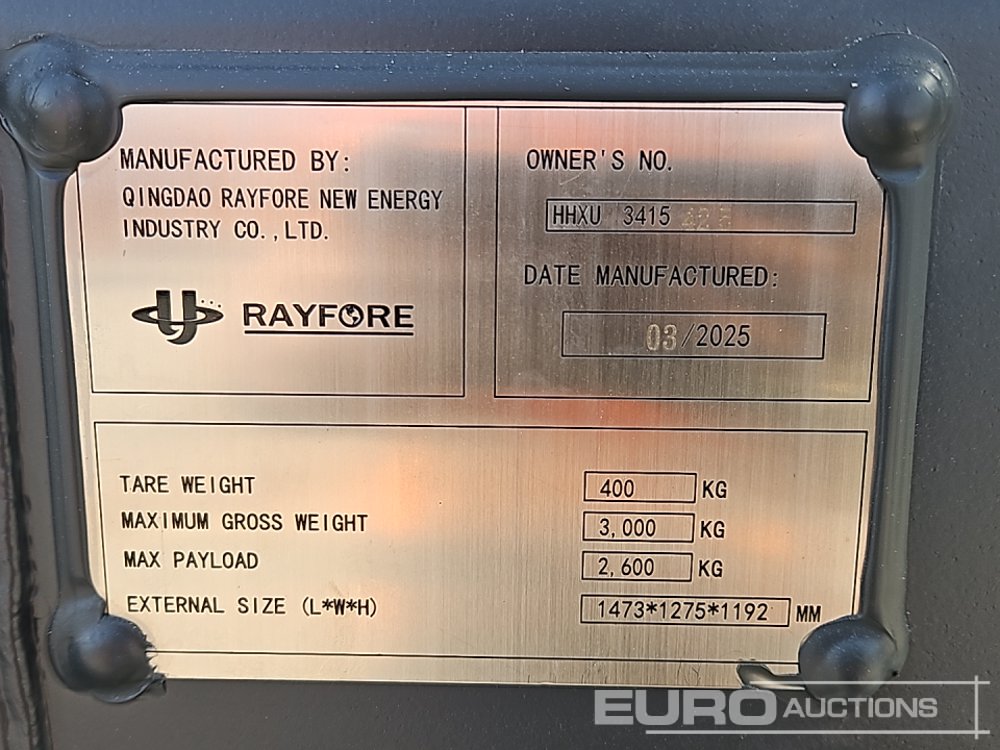 MANUFACTURED BY:
QINGDAO RAYFORE NEW ENERGY
INDUSTRY CO.,LTD.
RAYFORE
OWNER'S NO.
HHXU 3415
DATE MANUFACTURED:
03/2025
TARE WEIGHT 400 KG
MAXIMUM GROSS WEIGHT 3,000 KG
MAX PAYLOAD 2,600 KG
EXTERNAL SIZE (L*W*H) 1473*1275*1192 MM
EURO AUCTIONS